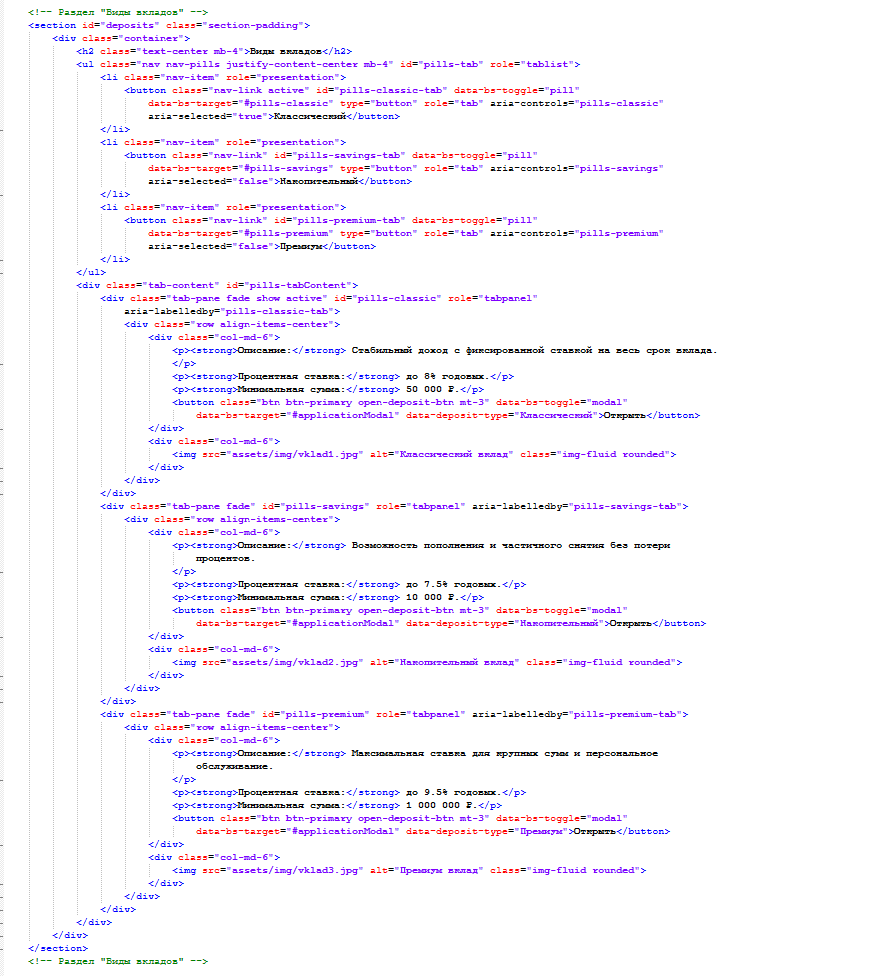 <!-- Раздел "Виды вкладов" -->
<section id="deposits" class="section-padding">
<div class="container">
<h2 class="text-center mb-4">Виды вкладов</h2>
<ul class="nav nav-pills justify-content-center mb-4" id="pills-tab" role="tablist">
<li class="nav-item" role="presentation">
<button class="nav-link active" id="pills-classic-tab" data-bs-toggle="pill"
data-bs-target="#pills-classic" type="button" role="tab" aria-controls="pills-classic"
aria-selected="true">Классический</button>
</li>
<li class="nav-item" role="presentation">
<button class="nav-link" id="pills-savings-tab" data-bs-toggle="pill"
data-bs-target="#pills-savings" type="button" role="tab" aria-controls="pills-savings"
aria-selected="false">Накопительный</button>
</li>
<li class="nav-item" role="presentation">
<button class="nav-link" id="pills-premium-tab" data-bs-toggle="pill"
data-bs-target="#pills-premium" type="button" role="tab" aria-controls="pills-premium"
aria-selected="false">Премиум</button>
</li>
</ul>
<div class="tab-content" id="pills-tabContent">
<div class="tab-pane fade show active" id="pills-classic" role="tabpanel"
aria-labelledby="pills-classic-tab">
<div class="row align-items-center">
<div class="col-md-6">
<p><strong>Описание:</strong> Стабильный доход с фиксированной ставкой на весь срок вклада.
</p>
<p><strong>Процентная ставка:</strong> до 8% годовых.</p>
<p><strong>Минимальная сумма:</strong> 50 000 ₽.</p>
<button class="btn btn-primary open-deposit-btn mt-3" data-bs-toggle="modal"
data-bs-target="#applicationModal" data-deposit-type="Классический">Открыть</button>
</div>
<div class="col-md-6">
<img src="assets/img/vklad1.jpg" alt="Классический вклад" class="img-fluid rounded">
</div>
</div>
</div>
<div class="tab-pane fade" id="pills-savings" role="tabpanel" aria-labelledby="pills-savings-tab">
<div class="row align-items-center">
<div class="col-md-6">
<p><strong>Описание:</strong> Возможность пополнения и частичного снятия без потери
процентов.
</p>
<p><strong>Процентная ставка:</strong> до 7.5% годовых.</p>
<p><strong>Минимальная сумма:</strong> 10 000 ₽.</p>
<button class="btn btn-primary open-deposit-btn mt-3" data-bs-toggle="modal"
data-bs-target="#applicationModal" data-deposit-type="Накопительный">Открыть</button>
</div>
<div class="col-md-6">
<img src="assets/img/vklad2.jpg" alt="Накопительный вклад" class="img-fluid rounded">
</div>
</div>
</div>
<div class="tab-pane fade" id="pills-premium" role="tabpanel" aria-labelledby="pills-premium-tab">
<div class="row align-items-center">
<div class="col-md-6">
<p><strong>Описание:</strong> Максимальная ставка для крупных сумм и персональное
обслуживание.
</p>
<p><strong>Процентная ставка:</strong> до 9.5% годовых.</p>
<p><strong>Минимальная сумма:</strong> 1 000 000 ₽.</p>
<button class="btn btn-primary open-deposit-btn mt-3" data-bs-toggle="modal"
data-bs-target="#applicationModal" data-deposit-type="Премиум">Открыть</button>
</div>
<div class="col-md-6">
<img src="assets/img/vklad3.jpg" alt="Премиум вклад" class="img-fluid rounded">
</div>
</div>
</div>
</div>
</div>
</section>
<!-- Раздел "Виды вкладов" -->